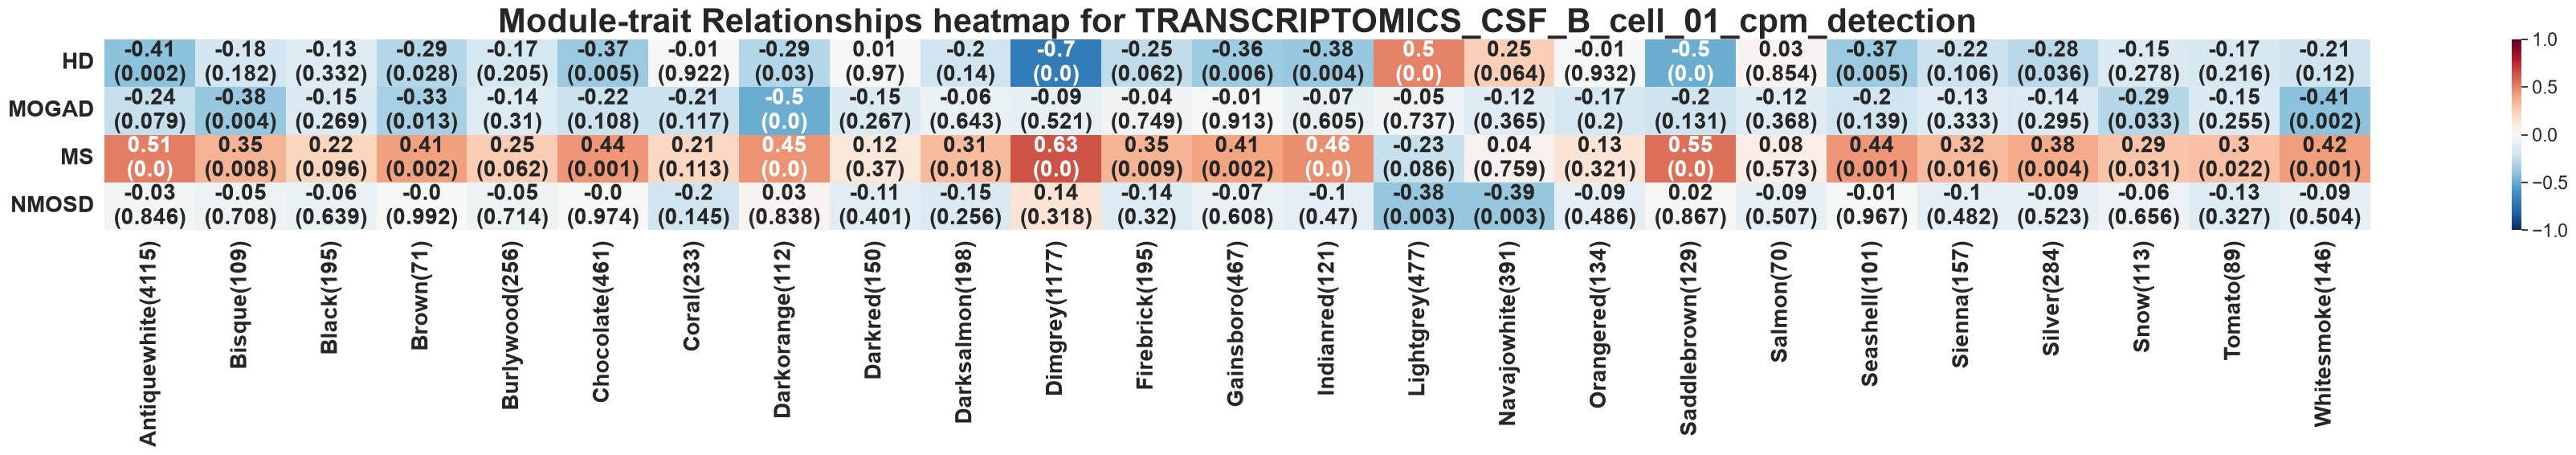 Module-trait Relationships heatmap for TRANSCRIPTOMICS_CSF_B_cell_01_cpm_detection
HD -0.41 -0.18 -0.13 -0.29 -0.17 -0.37 -0.01 -0.29 0.01 -0.2 -0.7 -0.25 -0.36 -0.38 0.5 0.25 -0.01 -0.5 0.03 -0.37 -0.22 -0.28 -0.15 -0.17 -0.21
(0.002) (0.182) (0.332) (0.028) (0.205) (0.005) (0.922) (0.03) (0.97) (0.14) (0.0) (0.062) (0.006) (0.004) (0.0) (0.064) (0.932) (0.0) (0.854) (0.005) (0.106) (0.036) (0.278) (0.216) (0.12)
MOGAD -0.24 -0.38 -0.15 -0.33 -0.14 -0.22 -0.21 -0.5 -0.15 -0.06 -0.09 -0.04 -0.01 -0.07 -0.05 -0.12 -0.17 -0.2 -0.12 -0.2 -0.13 -0.14 -0.29 -0.15 -0.41
(0.079) (0.004) (0.269) (0.013) (0.31) (0.108) (0.117) (0.0) (0.267) (0.643) (0.521) (0.749) (0.913) (0.605) (0.737) (0.365) (0.2) (0.131) (0.368) (0.139) (0.333) (0.295) (0.033) (0.255) (0.002)
MS 0.51 0.35 0.22 0.41 0.25 0.44 0.21 0.45 0.12 0.31 0.63 0.35 0.41 0.46 -0.23 0.04 0.13 0.55 0.08 0.44 0.32 0.38 0.29 0.3 0.42
(0.0) (0.008) (0.096) (0.002) (0.062) (0.001) (0.113) (0.0) (0.37) (0.018) (0.0) (0.009) (0.002) (0.0) (0.086) (0.759) (0.321) (0.0) (0.573) (0.001) (0.016) (0.004) (0.031) (0.022) (0.001)
NMOSD -0.03 -0.05 -0.06 -0.0 -0.05 -0.0 -0.2 0.03 -0.11 -0.15 0.14 -0.14 -0.07 -0.1 -0.38 -0.39 -0.09 0.02 -0.09 -0.01 -0.1 -0.09 -0.06 -0.13 -0.09
(0.846) (0.708) (0.639) (0.992) (0.714) (0.974) (0.145) (0.838) (0.401) (0.256) (0.318) (0.32) (0.608) (0.47) (0.003) (0.003) (0.486) (0.867) (0.507) (0.967) (0.482) (0.523) (0.656) (0.327) (0.504)
Antiquewhite(4115)
Bisque(109)
Black(195)
Brown(71)
Burlywood(256)
Chocolate(461)
Coral(233)
Darkorange(112)
Darkred(150)
Darksalmon(198)
Dimgrey(1177)
Firebrick(195)
Gainsboro(467)
Indianred(121)
Lightgrey(477)
Navajowhite(391)
Orangered(134)
Saddlebrown(129)
Salmon(70)
Seashell(101)
Sienna(157)
Silver(284)
Snow(113)
Tomato(89)
Whitesmoke(146)
1.0
0.5
0.0
−0.5
−1.0